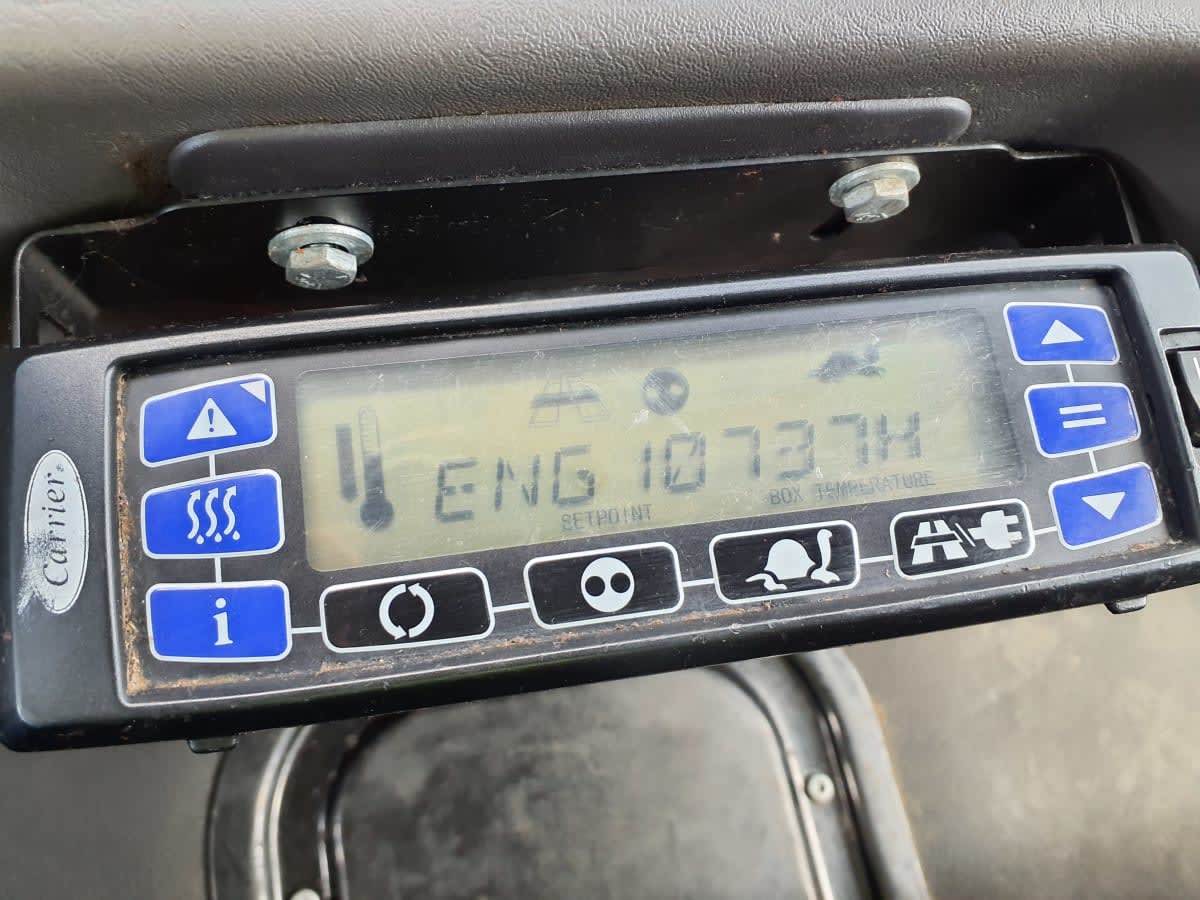 Carrier
ENG 10737H
SETPOINT
BOX TEMPERATURE
i